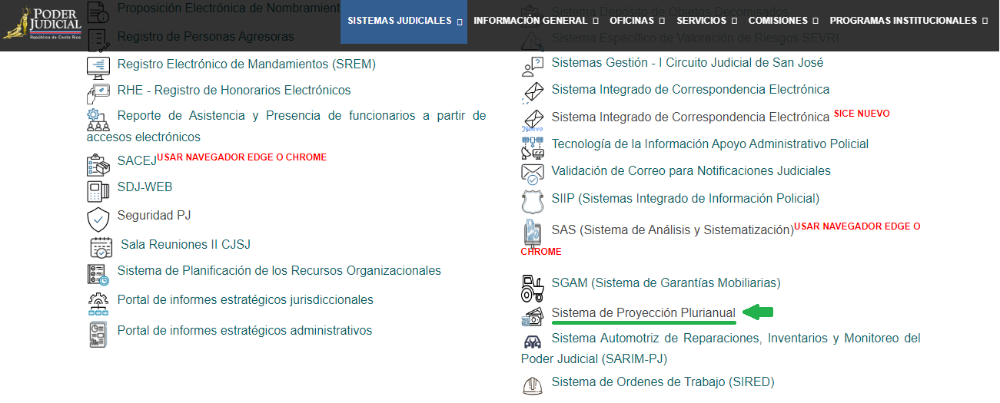 PODER
JUDICIAL
República de Costa Rica
SISTEMAS JUDICIALES
INFORMACIÓN GENERAL
OFICINAS
SERVICIOS
COMISIONES
PROGRAMAS INSTITUCIONALES
Proposición Electrónica de Nombramient
Registro de Personas Agresoras
Registro Electrónico de Mandamientos (SREM)
RHE - Registro de Honorarios Electrónicos
Reporte de Asistencia y Presencia de funcionarios a partir de
accesos electrónicos
SACEJ USAR NAVEGADOR EDGE O CHROME
SDJ-WEB
Seguridad PJ
Sala Reuniones II CJSJ
Sistema de Planificación de los Recursos Organizacionales
Portal de informes estratégicos jurisdiccionales
Portal de informes estratégicos administrativos
Sistema Depósito de Objetos Decomisados
Sistema Específico de Valoración de Riesgos SEVRI
Sistemas Gestión - I Circuito Judicial de San José
Sistema Integrado de Correspondencia Electrónica
Sistema Integrado de Correspondencia Electrónica SICE NUEVO
Nuevo
Tecnología de la Información Apoyo Administrativo Policial
Validación de Correo para Notificaciones Judiciales
SIIP (Sistemas Integrado de Información Policial)
SAS (Sistema de Análisis y Sistematización) USAR NAVEGADOR EDGE O
CHROME
SGAM (Sistema de Garantías Mobiliarias)
Sistema de Proyección Plurianual
Sistema Automotriz de Reparaciones, Inventarios y Monitoreo del
Poder Judicial (SARIM-PJ)
Sistema de Ordenes de Trabajo (SIRED)